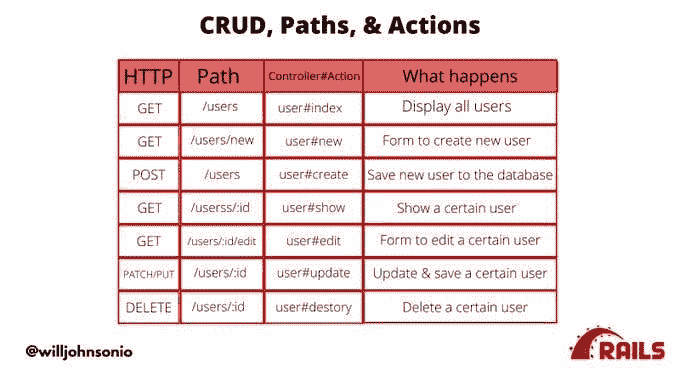 CRUD, Paths, & Actions
HTTP Path Controller#Action What happens
GET /users user#index Display all users
GET /users/new user#new Form to create new user
POST /users user#create Save new user to the database
GET /userss/:id user#show Show a certain user
GET /users/:id/edit user#edit Form to edit a certain user
PATCH/PUT /users/:id user#update Update & save a certain user
DELETE /users/:id user#destory Delete a certain user
@willjohnsonio
RAILS